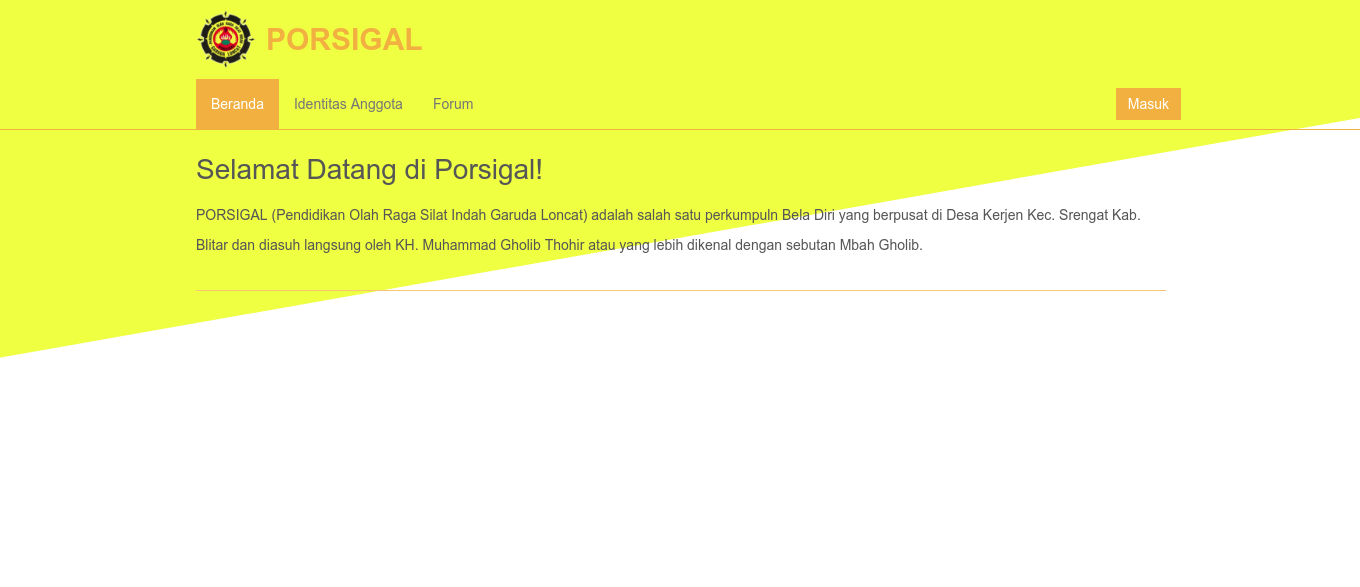 PORSIGAL
Beranda Identitas Anggota Forum Masuk
Selamat Datang di Porsigal!
PORSIGAL (Pendidikan Olah Raga Silat Indah Garuda Loncat) adalah salah satu perkumpuln Bela Diri yang berpusat di Desa Kerjen Kec. Srengat Kab.
Blitar dan diasuh langsung oleh KH. Muhammad Gholib Thohir atau yang lebih dikenal dengan sebutan Mbah Gholib.